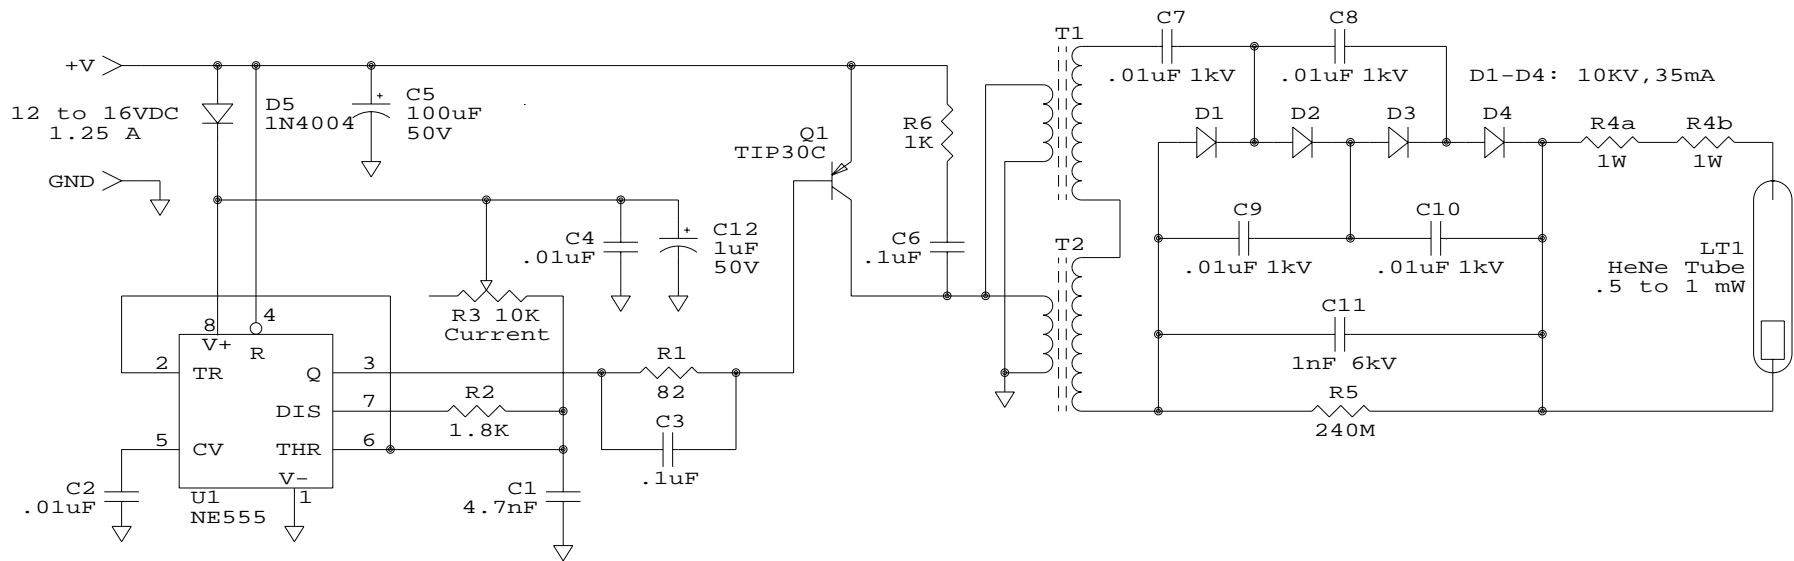 +V
12 to 16VDC
1.25 A
GND
D5
1N4004
C5
100uF
50V
Q1
TIP30C
R6
1K
C6
.1uF
C4
.01uF
C12
1uF
50V
R3 10K
Current
8
4
V+
R
2
TR
Q
3
DIS
7
5
CV
THR
6
V-
1
U1
NE555
C2
.01uF
R2
1.8K
C1
4.7nF
R1
82
C3
.1uF
T1
T2
C7
.01uF 1kV
C8
.01uF 1kV
D1-D4: 10KV,35mA
D1
D2
D3
D4
R4a
1W
R4b
1W
C9
.01uF 1kV
C10
.01uF 1kV
C11
1nF 6kV
R5
240M
LT1
HeNe Tube
.5 to 1 mW